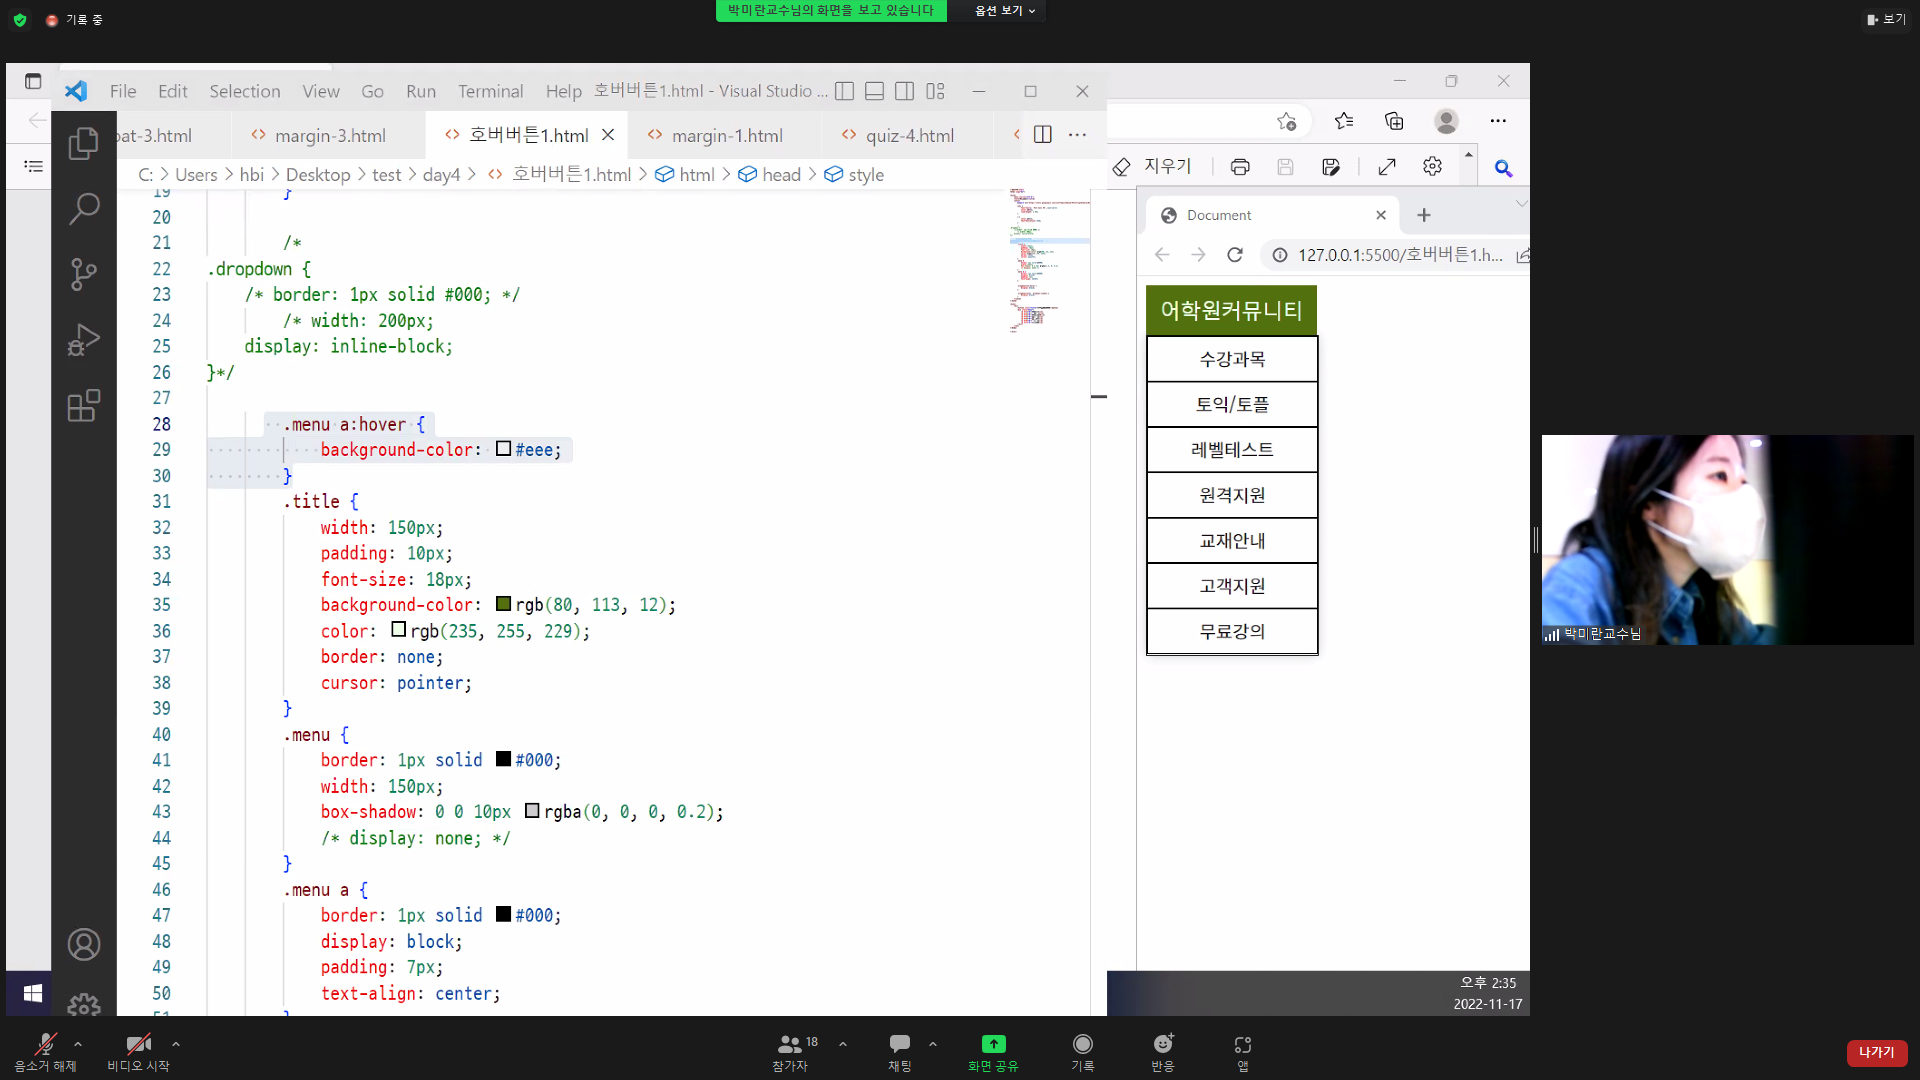 기록 중
박미란교수님의 화면을 보고 있습니다
옵션 보기
보기
File Edit Selection View Go Run Terminal Help 호버버튼1.html - Visual Studio ...
pat-3.html
margin-3.html
호버버튼1.html
margin-1.html
quiz-4.html
C: > Users > hbi > Desktop > test > day4 > 호버버튼1.html > html > head > style
19 }
20
21 /*
22 .dropdown {
23 /* border: 1px solid #000; */
24 /* width: 200px;
25 display: inline-block;
26 }*/
27
28 .menu a:hover {
29 background-color: #eee;
30 }
31 .title {
32 width: 150px;
33 padding: 10px;
34 font-size: 18px;
35 background-color: rgb(80, 113, 12);
36 color: rgb(235, 255, 229);
37 border: none;
38 cursor: pointer;
39 }
40 .menu {
41 border: 1px solid #000;
42 width: 150px;
43 box-shadow: 0 0 10px rgba(0, 0, 0, 0.2);
44 /* display: none; */
45 }
46 .menu a {
47 border: 1px solid #000;
48 display: block;
49 padding: 7px;
50 text-align: center;
51 }
지우기
Document
127.0.0.1:5500/호버버튼1.h...
어학원커뮤니티
수강과목
토익/토플
레벨테스트
원격지원
교재안내
고객지원
무료강의
박미란교수님
오후 2:35
2022-11-17
음소거 해제
비디오 시작
18
참가자
채팅
화면 공유
기록
반응
앱
나가기